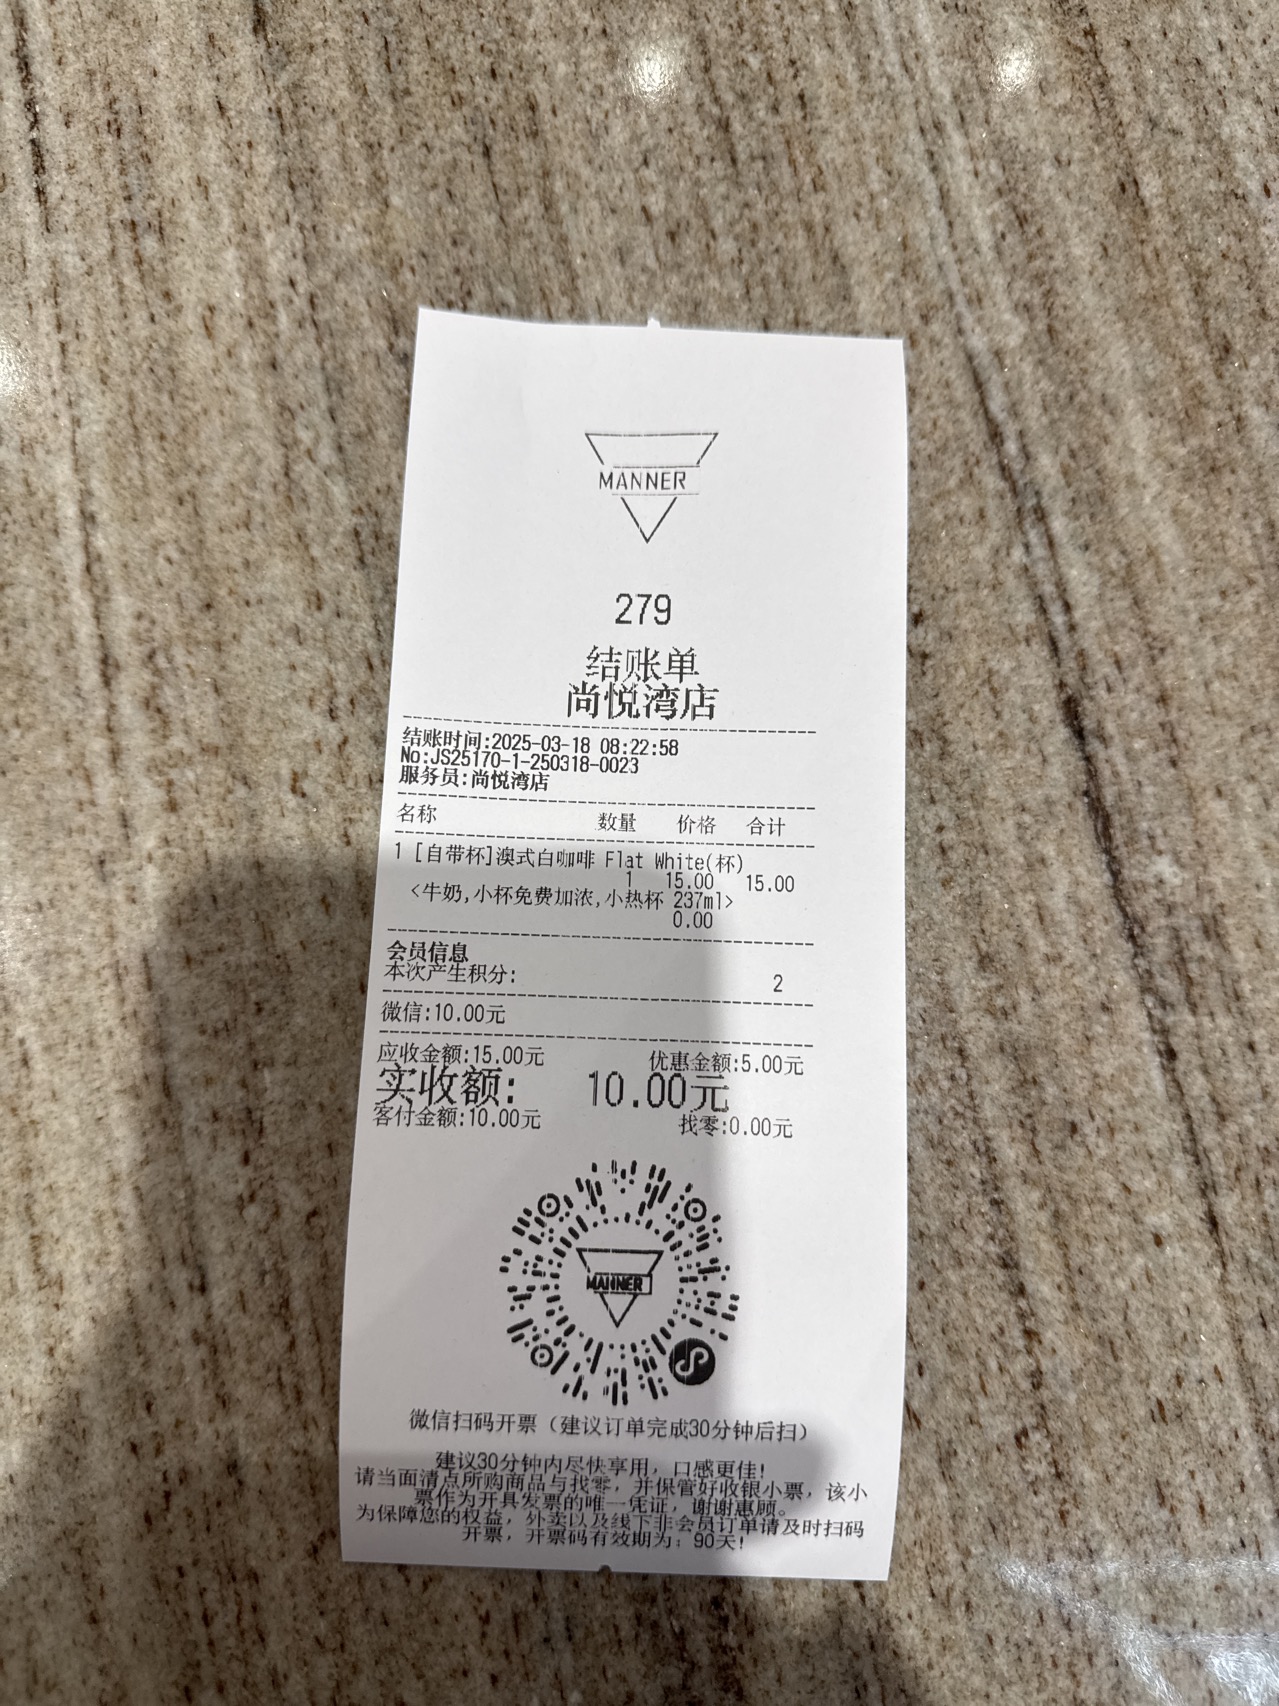 MANNER
279
结账单
尚悦湾店
结账时间:2025-03-18 08:22:58
No:JS25170-1-250318-0023
服务员:尚悦湾店
名称 数量 价格 合计
1 [自带杯]澳式白咖啡 Flat White(杯)
1 15.00 15.00
<牛奶,小杯免费加浓,小热杯 237ml>
0.00
会员信息
本次产生积分: 2
微信:10.00元
应收金额:15.00元 优惠金额:5.00元
实收额: 10.00元
客付金额:10.00元 找零:0.00元
MANNER
微信扫码开票（建议订单完成30分钟后扫）
建议30分钟内尽快享用，口感更佳！
请当面清点所购商品与找零，并保管好收银小票，该小
票作为开具发票的唯一凭证，谢谢惠顾。
为保障您的权益，外卖以及线下非会员订单请及时扫码
开票，开票码有效期为：90天！